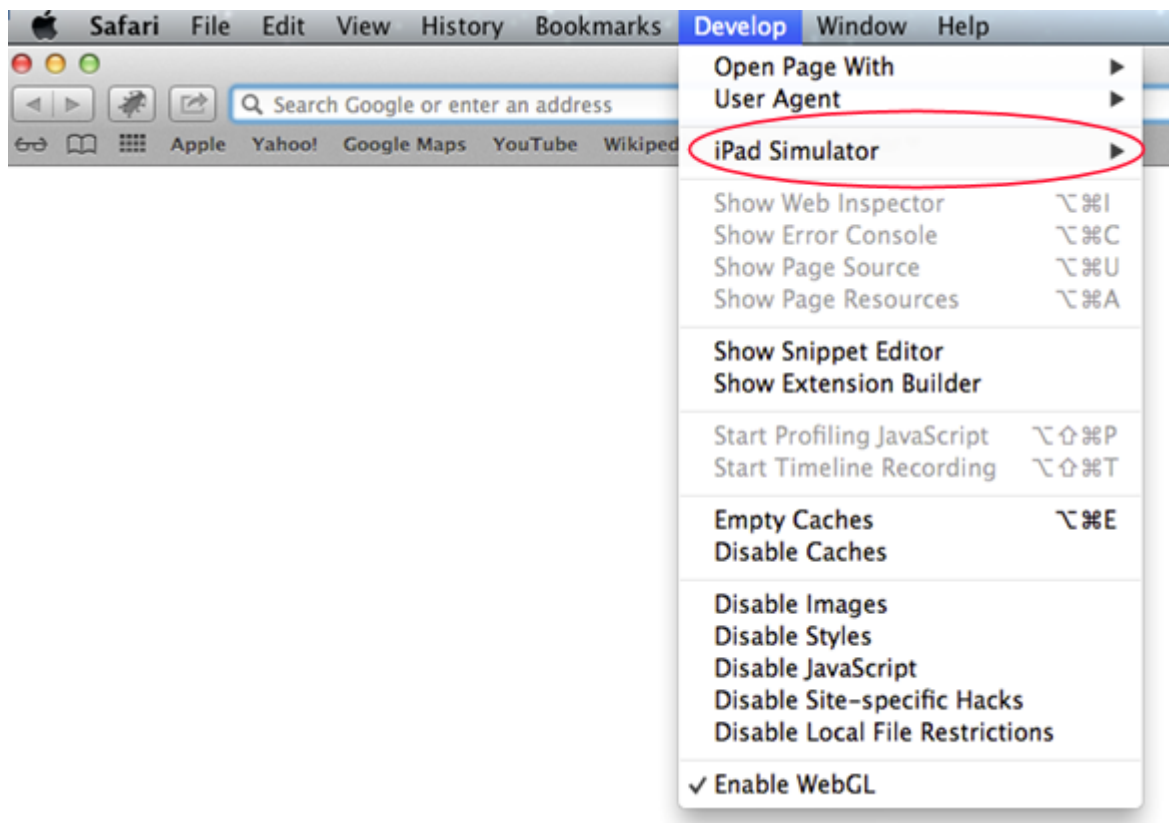 Safari File Edit View History Bookmarks Develop Window Help
Search Google or enter an address
Apple Yahoo! Google Maps YouTube Wikiped
Open Page With
User Agent
iPad Simulator
Show Web Inspector ⌥⌘I
Show Error Console ⌥⌘C
Show Page Source ⌥⌘U
Show Page Resources ⌥⌘A
Show Snippet Editor
Show Extension Builder
Start Profiling JavaScript ⌥⇧⌘P
Start Timeline Recording ⌥⇧⌘T
Empty Caches ⌥⌘E
Disable Caches
Disable Images
Disable Styles
Disable JavaScript
Disable Site-specific Hacks
Disable Local File Restrictions
✓ Enable WebGL